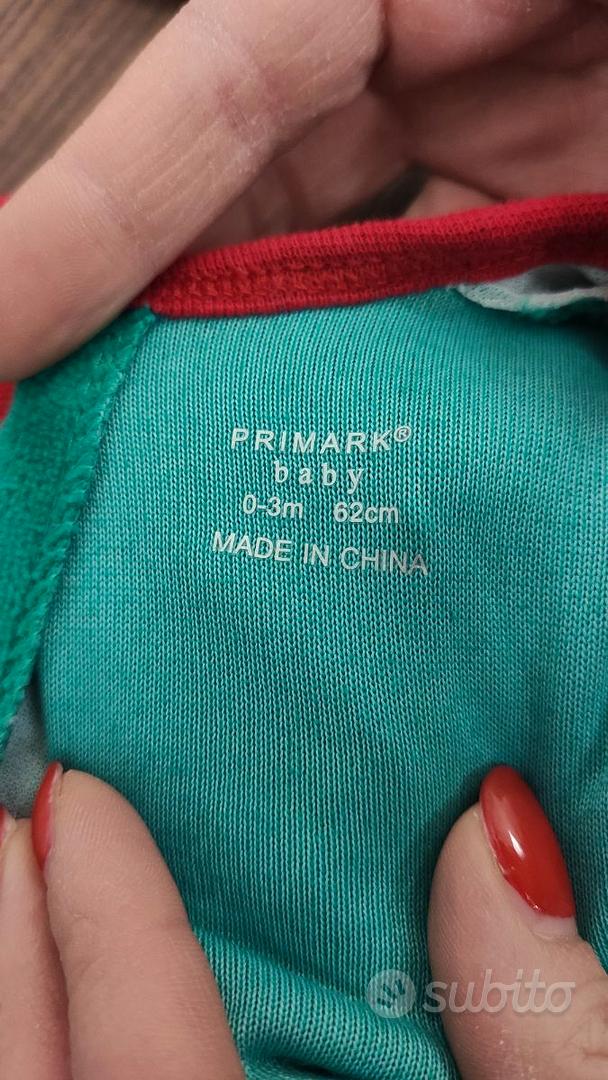 PRIMARK®
baby
0-3m 62cm
MADE IN CHINA
subito